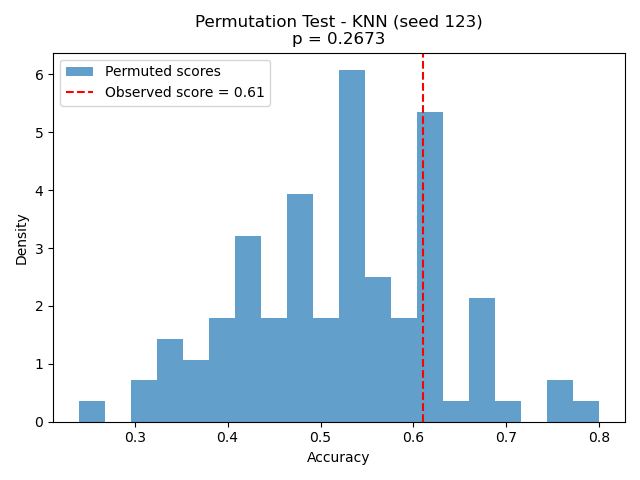 Permutation Test - KNN (seed 123)
p = 0.2673
Permuted scores
Observed score = 0.61
Density
6
5
4
3
2
1
0
0.3 0.4 0.5 0.6 0.7 0.8
Accuracy